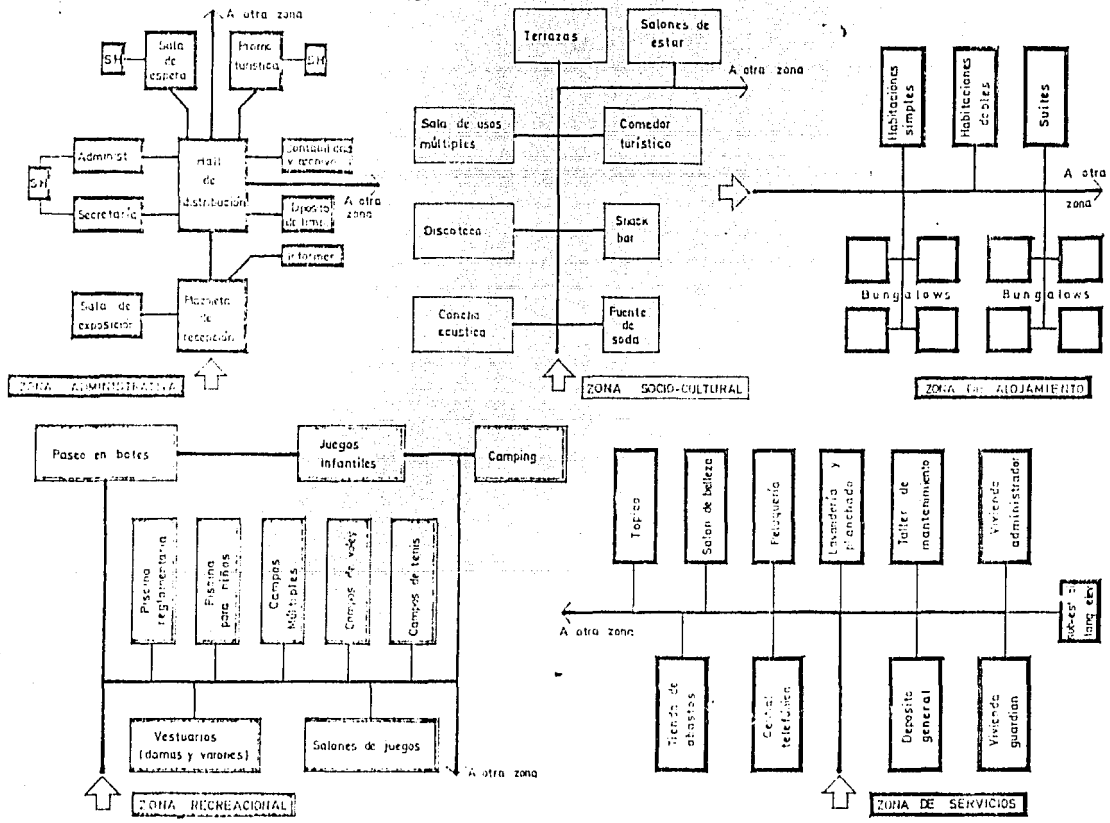 A otra
zona
SH
Sala
de
espera
Promo
turística
SH
Administ
Hall
de
distribución
Contabilidad
y archivo
SH
A otra
zona
Secretaría
Informes
Sala de
exposición
Plazoleta
de
recepción
ZONA ADMINISTRATIVA
Terrazas
Salones de
estar
A otra zona
Sala de usos
múltiples
Comedor
turístico
Discoteca
Snack
bar
Concha
acustica
Fuente
de
soda
ZONA SOCIO-CULTURAL
Habitaciones
simples
Habitaciones
dobles
Suites
A otra
zona
Bungalows
Bungalows
ZONA DE ALOJAMIENTO
Paseo en botes
Juegos
infantiles
Camping
Piscina
reglamentaria
Piscina
para niños
Campos
Múltiples
Campos de voley
Campos de tenis
Vestuarios
(damas y varones)
Salones de juegos
A otra zona
ZONA RECREACIONAL
Topico
Salon de belleza
Peluquería
Lavandería y
planchado
Taller de
mantenimiento
Vivienda
administrador
A otra zona
Tienda de
abastos
Central
telefónica
Deposito
general
Vivienda
guardian
ZONA DE SERVICIOS